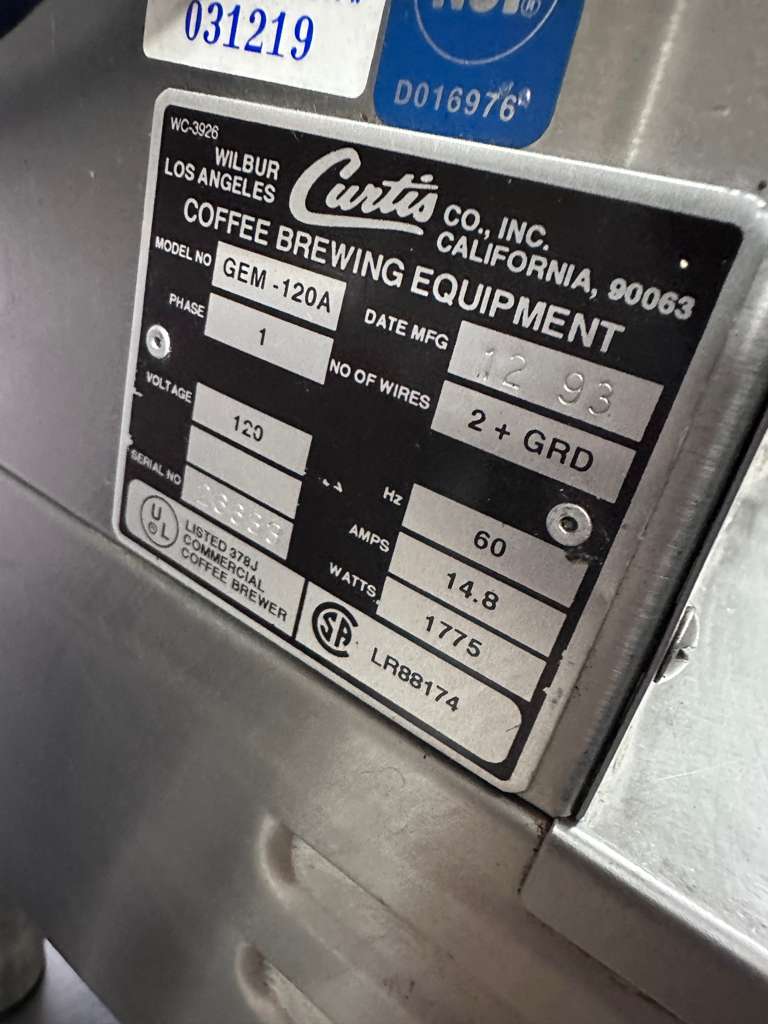 031219
D016976
WC-3926
WILBUR Curtis CO., INC.
LOS ANGELES CALIFORNIA, 90063
COFFEE BREWING EQUIPMENT
MODEL NO GEM -120A
DATE MFG 12 93
PHASE 1
NO OF WIRES 2 + GRD
VOLTAGE 120
Hz 60
AMPS 14.8
SERIAL NO
WATTS 1775
UL LISTED 378J
COMMERCIAL
COFFEE BREWER
SA LR88174